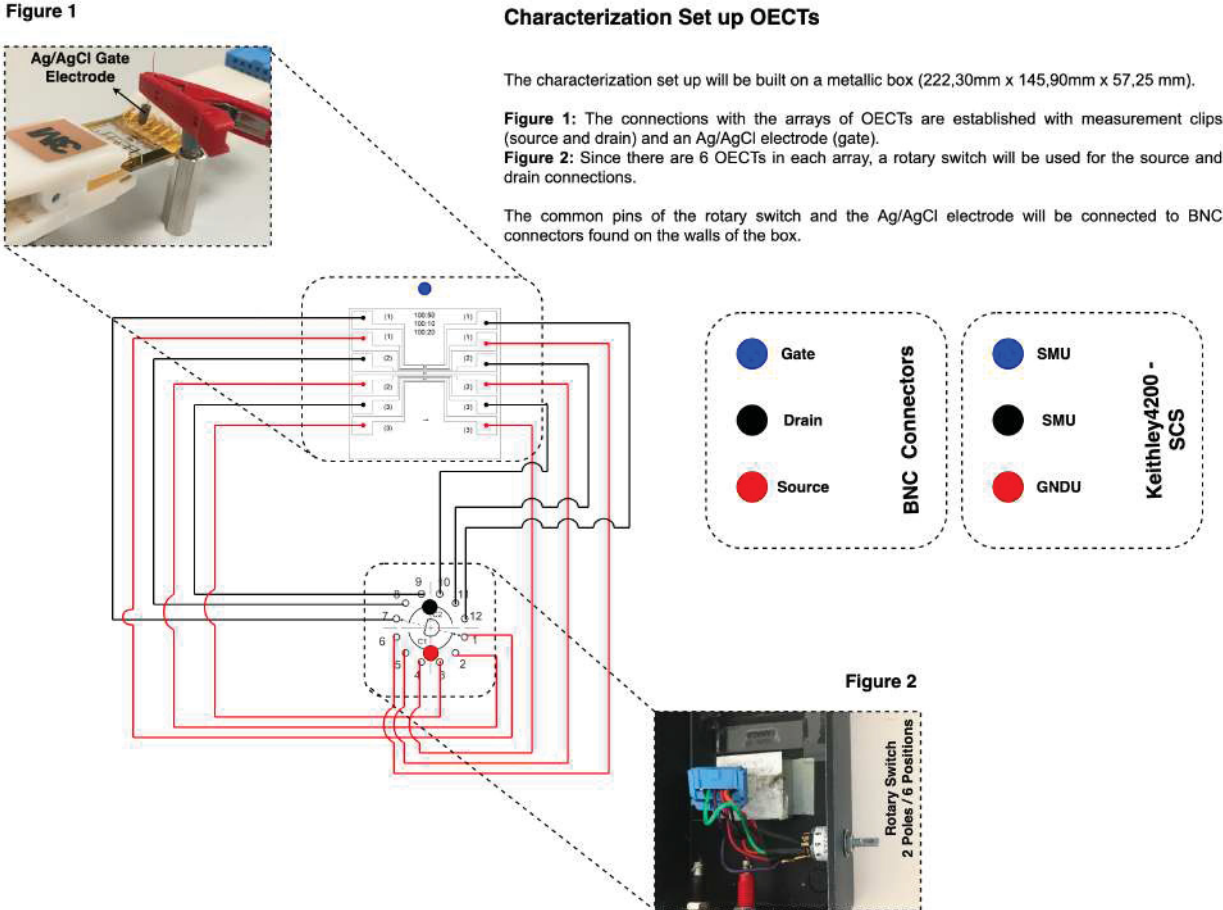 Figure 1
Characterization Set up OECTs
Ag/AgCl Gate
Electrode
3M
The characterization set up will be built on a metallic box (222,30mm x 145,90mm x 57,25 mm).
Figure 1: The connections with the arrays of OECTs are established with measurement clips
(source and drain) and an Ag/AgCl electrode (gate).
Figure 2: Since there are 6 OECTs in each array, a rotary switch will be used for the source and
drain connections.
The common pins of the rotary switch and the Ag/AgCl electrode will be connected to BNC
connectors found on the walls of the box.
(1) 100:50 (1)
100:10
100:20
(1) (1)
(2) (2)
(2) (2)
(3) (3)
(3) (3)
Gate
Drain
Source
BNC Connectors
SMU
SMU
GNDU
Keithley4200 -
SCS
9 10
8 11
C2
7 12
6 C1 1
5 2
4 3
Figure 2
Rotary Switch
2 Poles / 6 Positions